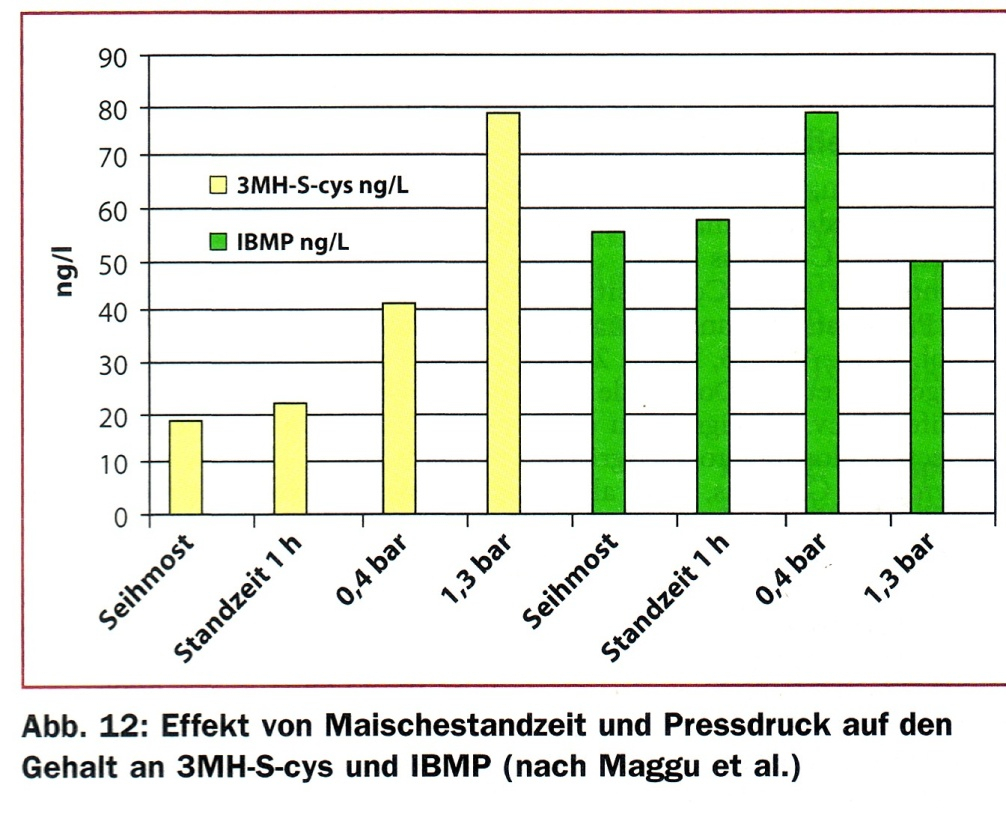 90
80
70
60
50
40
30
20
10
0
ng/l
3MH-S-cys ng/L
IBMP ng/L
Seihmost
Standzeit 1 h
0,4 bar
1,3 bar
Seihmost
Standzeit 1 h
0,4 bar
1,3 bar
Abb. 12: Effekt von Maischestandzeit und Pressdruck auf den
Gehalt an 3MH-S-cys und IBMP (nach Maggu et al.)